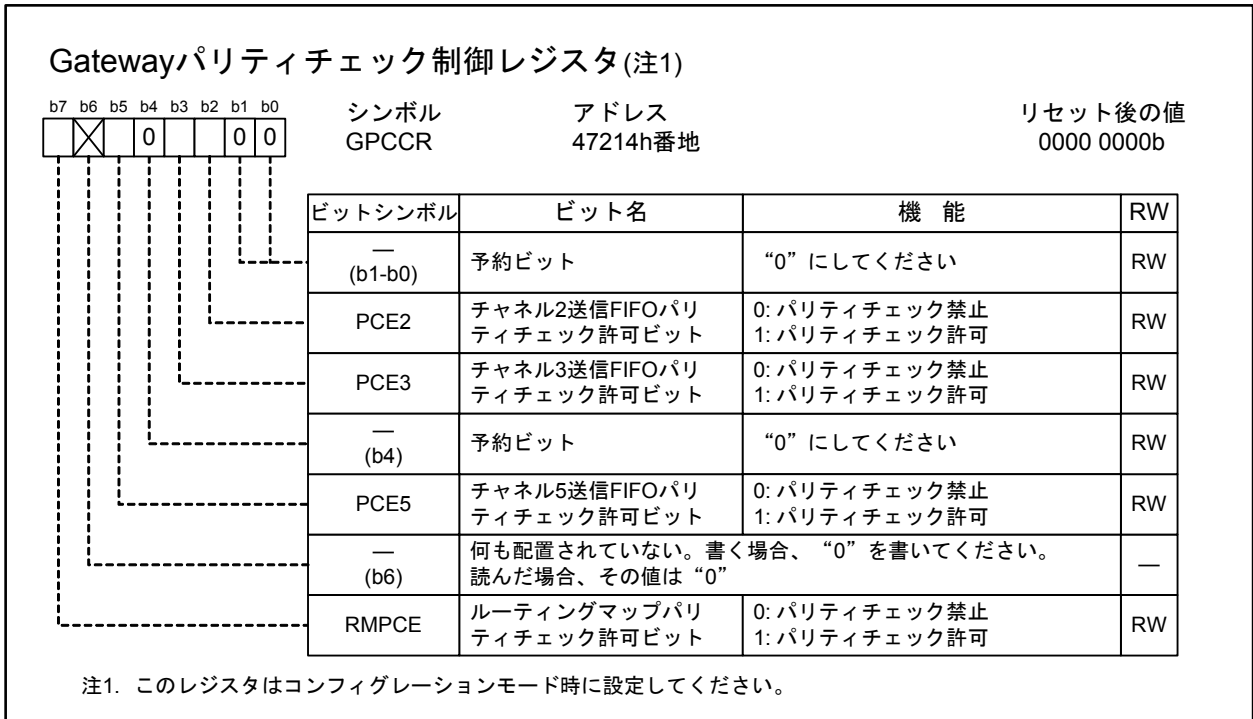 Gatewayパリティチェック制御レジスタ(注1)
b7 b6 b5 b4 b3 b2 b1 b0
0 0 0
シンボル アドレス リセット後の値
GPCCR 47214h番地 0000 0000b
ビットシンボル ビット名 機 能 RW
—
(b1-b0) 予約ビット “0”にしてください RW
PCE2 チャネル2送信FIFOパリ
ティチェック許可ビット 0: パリティチェック禁止
1: パリティチェック許可 RW
PCE3 チャネル3送信FIFOパリ
ティチェック許可ビット 0: パリティチェック禁止
1: パリティチェック許可 RW
—
(b4) 予約ビット “0”にしてください RW
PCE5 チャネル5送信FIFOパリ
ティチェック許可ビット 0: パリティチェック禁止
1: パリティチェック許可 RW
—
(b6) 何も配置されていない。書く場合、“0”を書いてください。
読んだ場合、その値は“0” —
RMPCE ルーティングマップパリ
ティチェック許可ビット 0: パリティチェック禁止
1: パリティチェック許可 RW
注1. このレジスタはコンフィグレーションモード時に設定してください。